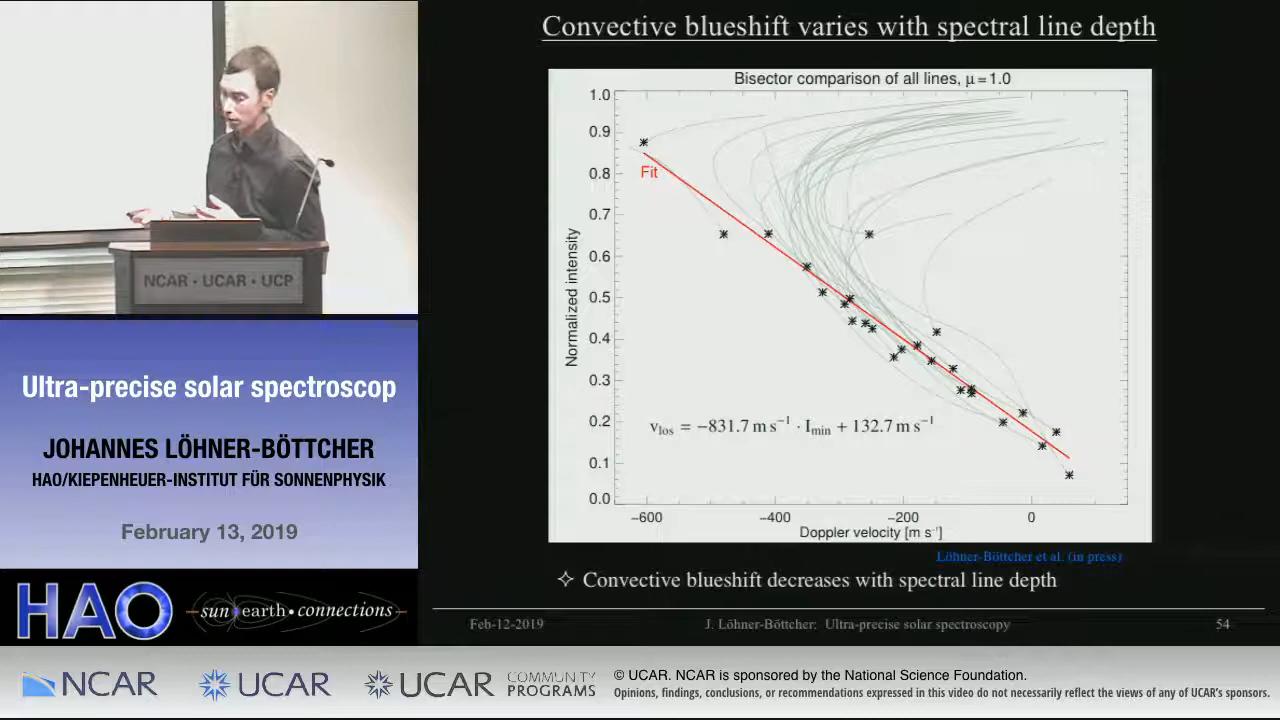 NCAR • UCAR • UCP
Ultra-precise solar spectroscop
JOHANNES LÖHNER-BÖTTCHER
HAO/KIEPENHEUER-INSTITUT FÜR SONNENPHYSIK
February 13, 2019
HAO
sun earth • connections
Convective blueshift varies with spectral line depth
Bisector comparison of all lines, μ = 1.0
1.0
0.9
0.8
0.7
0.6
0.5
0.4
0.3
0.2
0.1
0.0
Normalized intensity
Fit
v_los = −831.7 m s⁻¹ · I_min + 132.7 m s⁻¹
−600 −400 −200 0
Doppler velocity [m s⁻¹]
Löhner-Böttcher et al. (in press)
✧ Convective blueshift decreases with spectral line depth
Feb-12-2019 J. Löhner-Böttcher: Ultra-precise solar spectroscopy 54
NCAR
UCAR
UCAR
COMMUNITY
PROGRAMS
© UCAR. NCAR is sponsored by the National Science Foundation.
Opinions, findings, conclusions, or recommendations expressed in this video do not necessarily reflect the views of any of UCAR's sponsors.